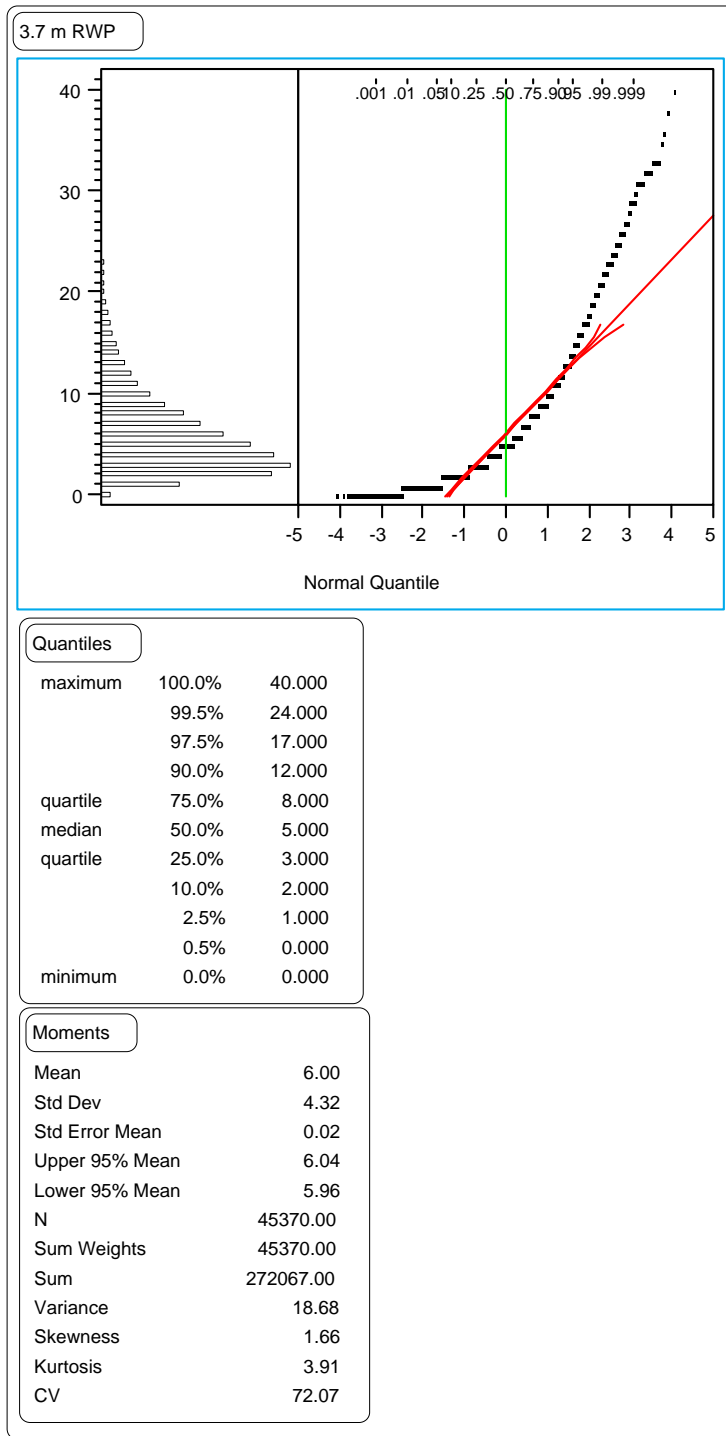 3.7 m RWP
.001 .01 .05 .10 .25 .50 .75 .90 .95 .99 .999
40
30
20
10
0
-5 -4 -3 -2 -1 0 1 2 3 4 5
Normal Quantile
Quantiles
maximum 100.0% 40.000
99.5% 24.000
97.5% 17.000
90.0% 12.000
quartile 75.0% 8.000
median 50.0% 5.000
quartile 25.0% 3.000
10.0% 2.000
2.5% 1.000
0.5% 0.000
minimum 0.0% 0.000
Moments
Mean 6.00
Std Dev 4.32
Std Error Mean 0.02
Upper 95% Mean 6.04
Lower 95% Mean 5.96
N 45370.00
Sum Weights 45370.00
Sum 272067.00
Variance 18.68
Skewness 1.66
Kurtosis 3.91
CV 72.07